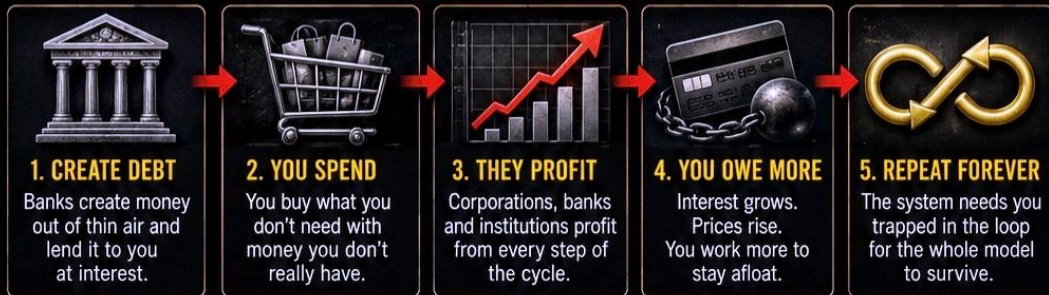 1. CREATE DEBT
Banks create money
out of thin air and
lend it to you
at interest.
2. YOU SPEND
You buy what you
don't need with
money you don't
really have.
3. THEY PROFIT
Corporations, banks
and institutions profit
from every step of
the cycle.
4. YOU OWE MORE
Interest grows.
Prices rise.
You work more to
stay afloat.
5. REPEAT FOREVER
The system needs you
trapped in the loop
for the whole model
to survive.